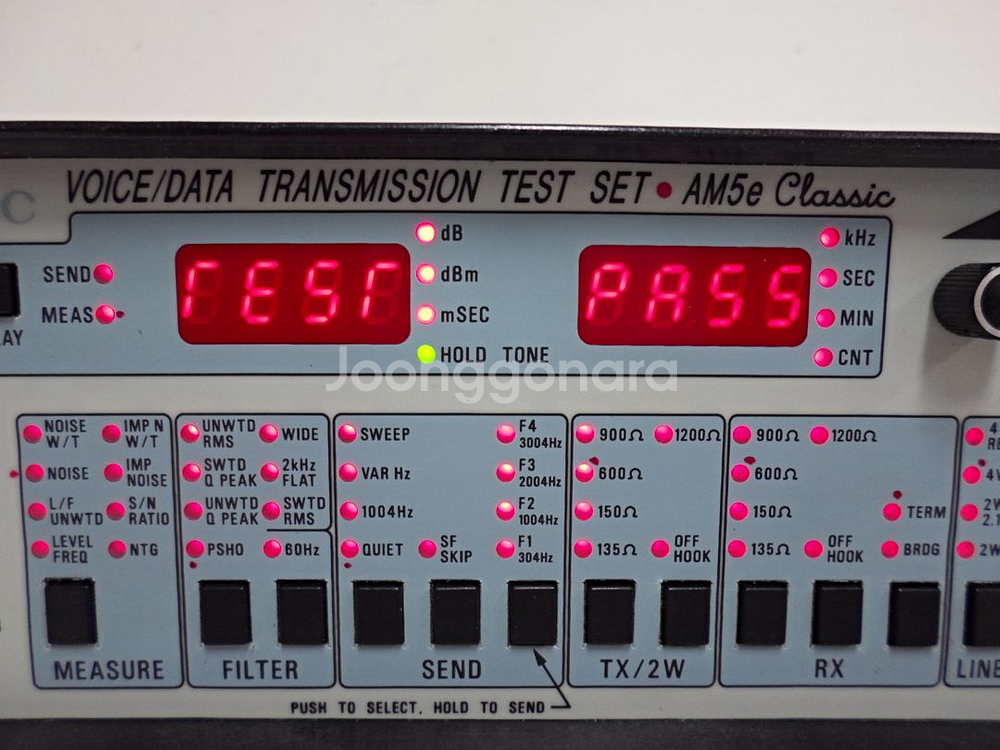 C VOICE/DATA TRANSMISSION TEST SET • AM5e Classic
SEND
MEAS
TEST
dB
dBm
mSEC
HOLD TONE
PASS
kHz
SEC
MIN
CNT
Joonggonara
NOISE W/T
IMP N W/T
NOISE
IMP NOISE
L/F UNWTD
S/N RATIO
LEVEL FREQ
NTG
MEASURE
UNWTD RMS
WIDE
SWTD Q PEAK
2kHz FLAT
UNWTD Q PEAK
SWTD RMS
PSHO
60Hz
FILTER
SWEEP
F4 3004Hz
VAR Hz
F3 2004Hz
1004Hz
F2 1004Hz
QUIET
SF SKIP
F1 304Hz
SEND
900Ω
1200Ω
600Ω
150Ω
135Ω
OFF HOOK
TX/2W
900Ω
1200Ω
600Ω
150Ω
TERM
135Ω
OFF HOOK
BRDG
RX
2W
LINE
PUSH TO SELECT, HOLD TO SEND